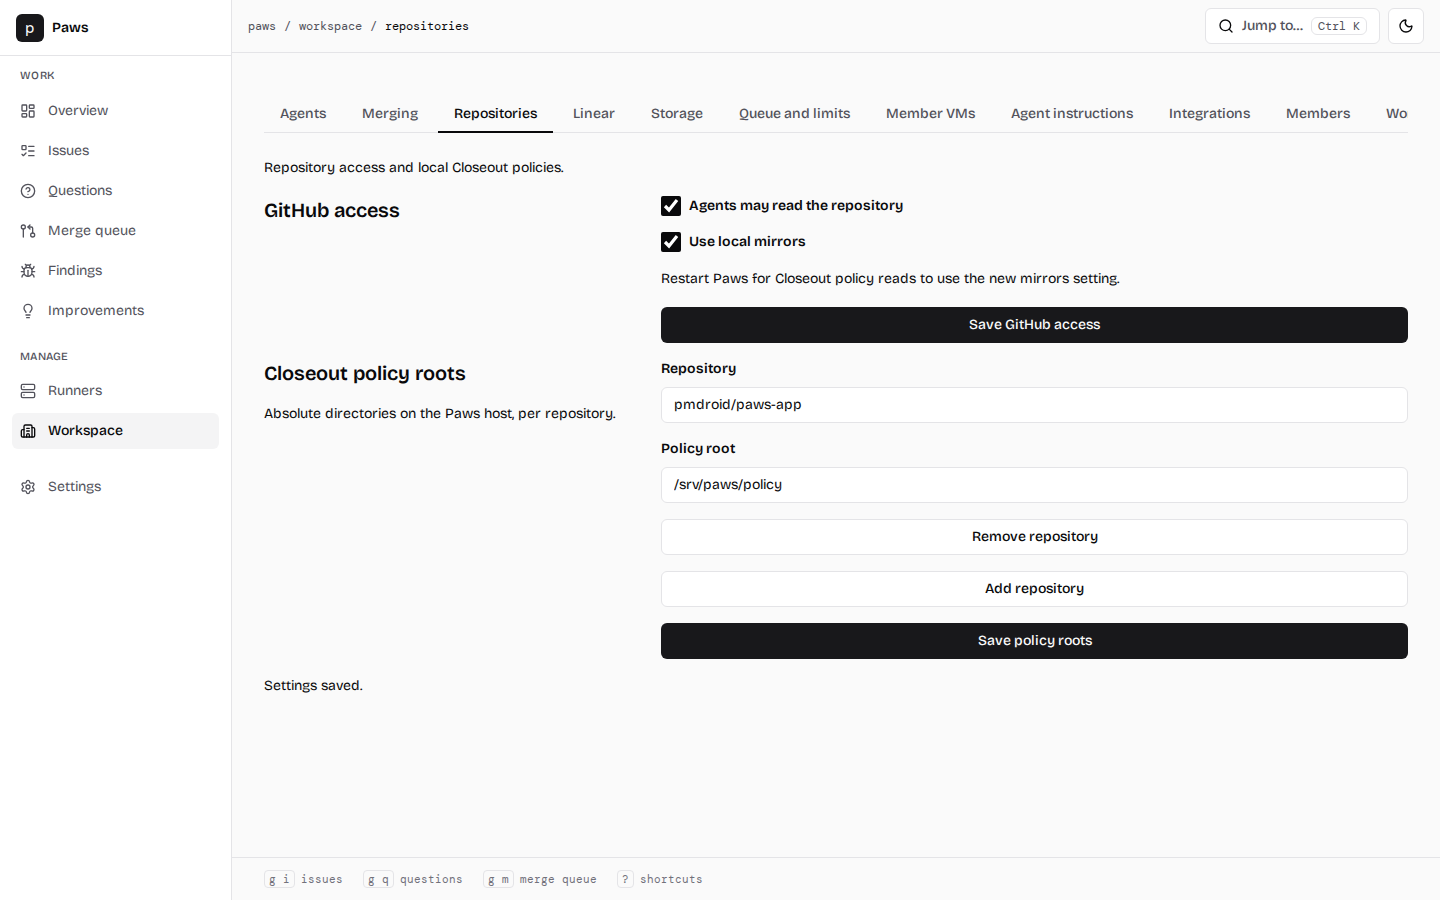 p Paws
paws / workspace / repositories
Jump to... Ctrl K
WORK
Overview
Issues
Questions
Merge queue
Findings
Improvements
MANAGE
Runners
Workspace
Settings
Agents Merging Repositories Linear Storage Queue and limits Member VMs Agent instructions Integrations Members Wo
Repository access and local Closeout policies.
GitHub access
Agents may read the repository
Use local mirrors
Restart Paws for Closeout policy reads to use the new mirrors setting.
Save GitHub access
Closeout policy roots
Absolute directories on the Paws host, per repository.
Repository
pmdroid/paws-app
Policy root
/srv/paws/policy
Remove repository
Add repository
Save policy roots
Settings saved.
g i issues g q questions g m merge queue ? shortcuts